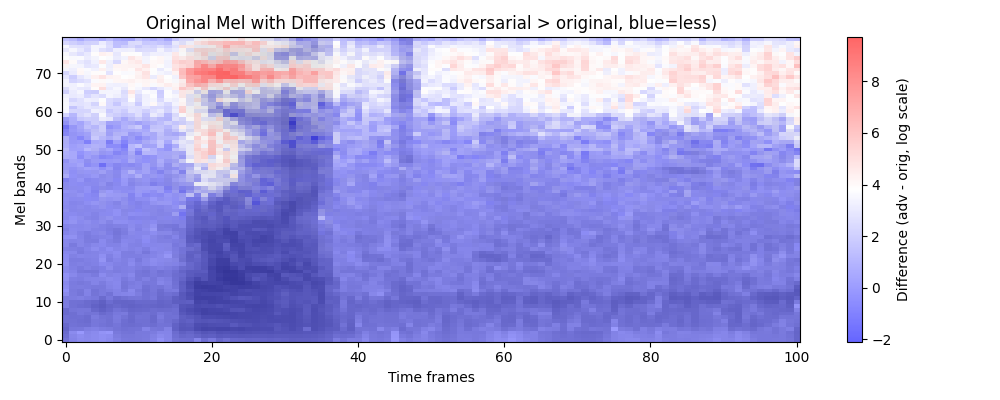 Original Mel with Differences (red=adversarial > original, blue=less)
Mel bands
70
60
50
40
30
20
10
0
0 20 40 60 80 100
Time frames
8
6
4
2
0
−2
Difference (adv - orig, log scale)